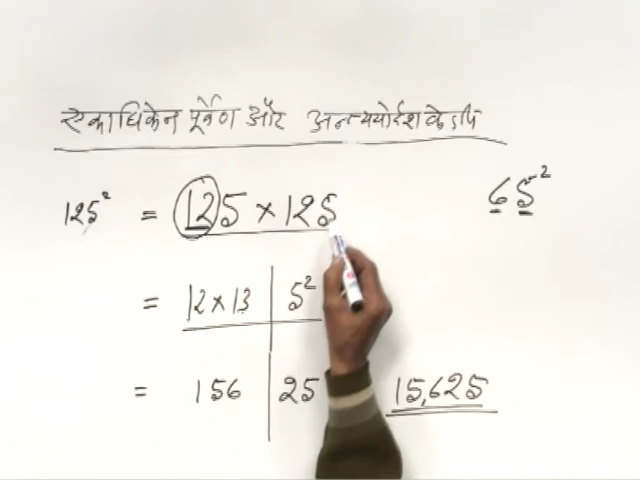 एकाधिकेन पूर्वेण और अन्त्ययोर्दशकेऽपि
125² = 125 × 125 65²
= 12 × 13 | 5²
= 156 | 25 15,625